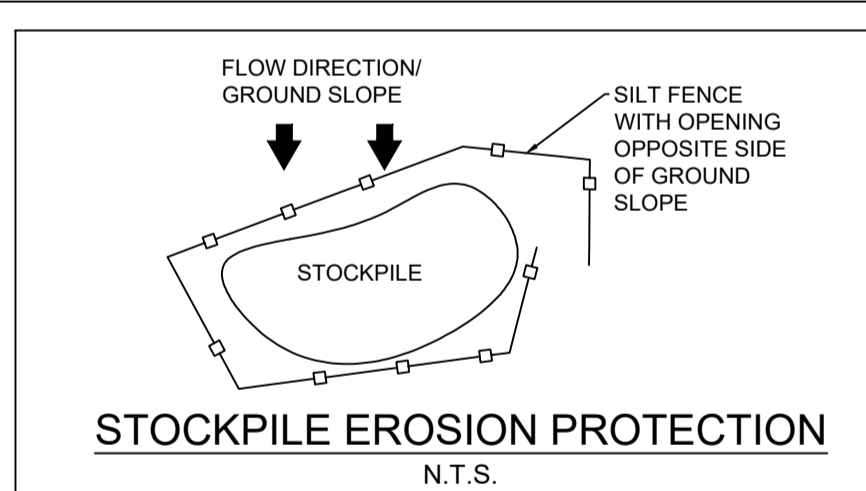 FLOW DIRECTION/
GROUND SLOPE
SILT FENCE
WITH OPENING
OPPOSITE SIDE
OF GROUND
SLOPE
STOCKPILE
STOCKPILE EROSION PROTECTION
N.T.S.